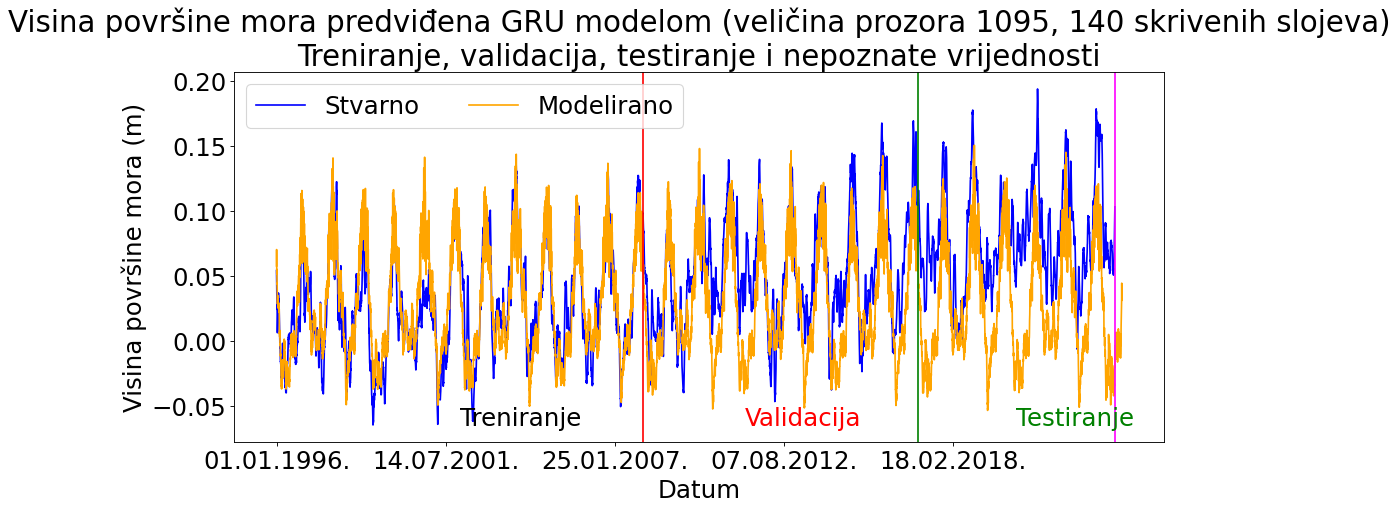 Visina površine mora predviđena GRU modelom (veličina prozora 1095, 140 skrivenih slojeva)
Treniranje, validacija, testiranje i nepoznate vrijednosti
Stvarno
Modelirano
Visina površine mora (m)
0.20
0.15
0.10
0.05
0.00
−0.05
Treniranje
Validacija
Testiranje
01.01.1996.
14.07.2001.
25.01.2007.
07.08.2012.
18.02.2018.
Datum